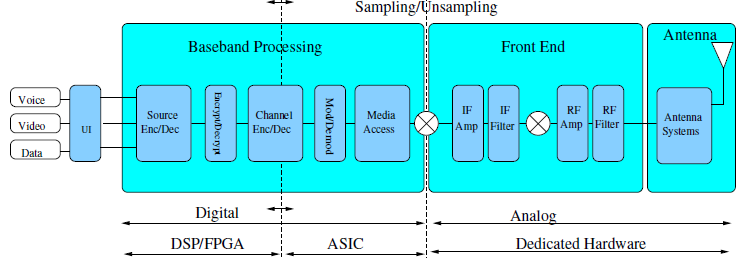 Sampling/Unsampling
Baseband Processing
Front End
Antenna
Voice
Video
Data
UI
Source
Enc/Dec
Encrypt/Decrypt
Channel
Enc/Dec
Mod/Demod
Media
Access
IF
Amp
IF
Filter
RF
Amp
RF
Filter
Antenna
Systems
Digital
Analog
DSP/FPGA
ASIC
Dedicated Hardware